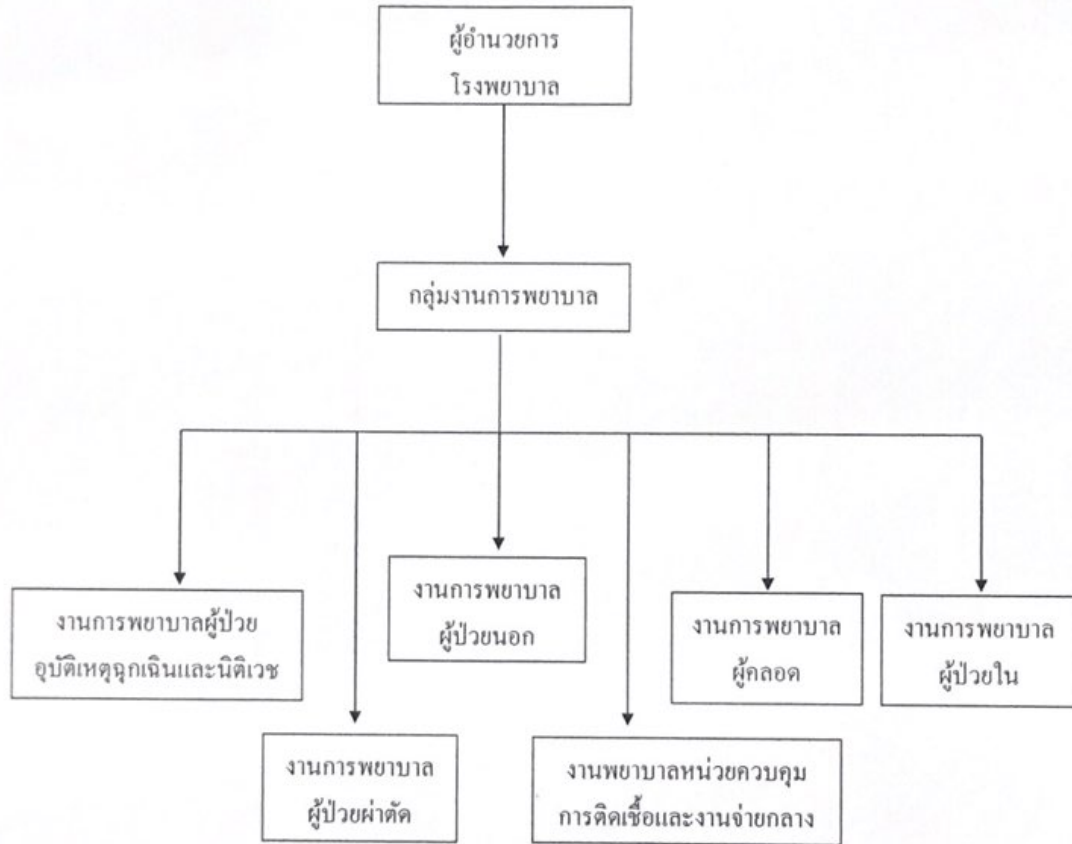 ผู้อำนวยการ
โรงพยาบาล
กลุ่มงานการพยาบาล
งานการพยาบาลผู้ป่วย
อุบัติเหตุฉุกเฉินและนิติเวช
งานการพยาบาล
ผู้ป่วยผ่าตัด
งานการพยาบาล
ผู้ป่วยนอก
งานพยาบาลหน่วยควบคุม
การติดเชื้อและงานจ่ายกลาง
งานการพยาบาล
ผู้คลอด
งานการพยาบาล
ผู้ป่วยใน